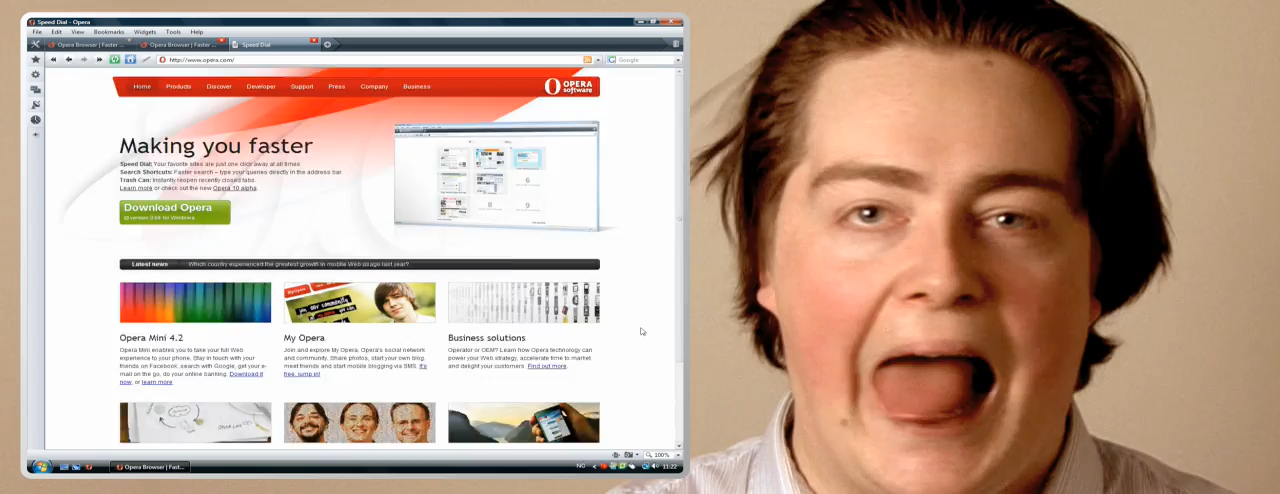 Speed Dial - Opera
File Edit View Bookmarks Widgets Tools Help
Opera Browser | Faster ... Opera Browser | Faster ... Speed Dial
http://www.opera.com/ Google
Home Products Discover Developer Support Press Company Business
OPERA
software
Making you faster
Speed Dial: Your favorite sites are just one click away at all times
Search Shortcuts: Faster search – type your queries directly in the address bar.
Trash Can: Instantly reopen recently closed tabs.
Learn more or check out the new Opera 10 alpha.
Download Opera
6
8 9
Latest news Which country experienced the greatest growth in mobile Web usage last year?
Opera Mini 4.2
Opera Mini enables you to take your full Web
experience to your phone. Stay in touch with your
friends on Facebook, search with Google, get your e-
mail on the go, do your online banking. Download it
now, or learn more.
My Opera
Join and explore My Opera, Opera's social network
and community. Share photos, start your own blog,
meet friends and start mobile blogging via SMS. It's
free, jump in!
Business solutions
Operator or OEM? Learn how Opera technology can
power your Web strategy, accelerate time to market
and delight your customers. Find out more.
100%
Opera Browser | Fast...
NO
11:22